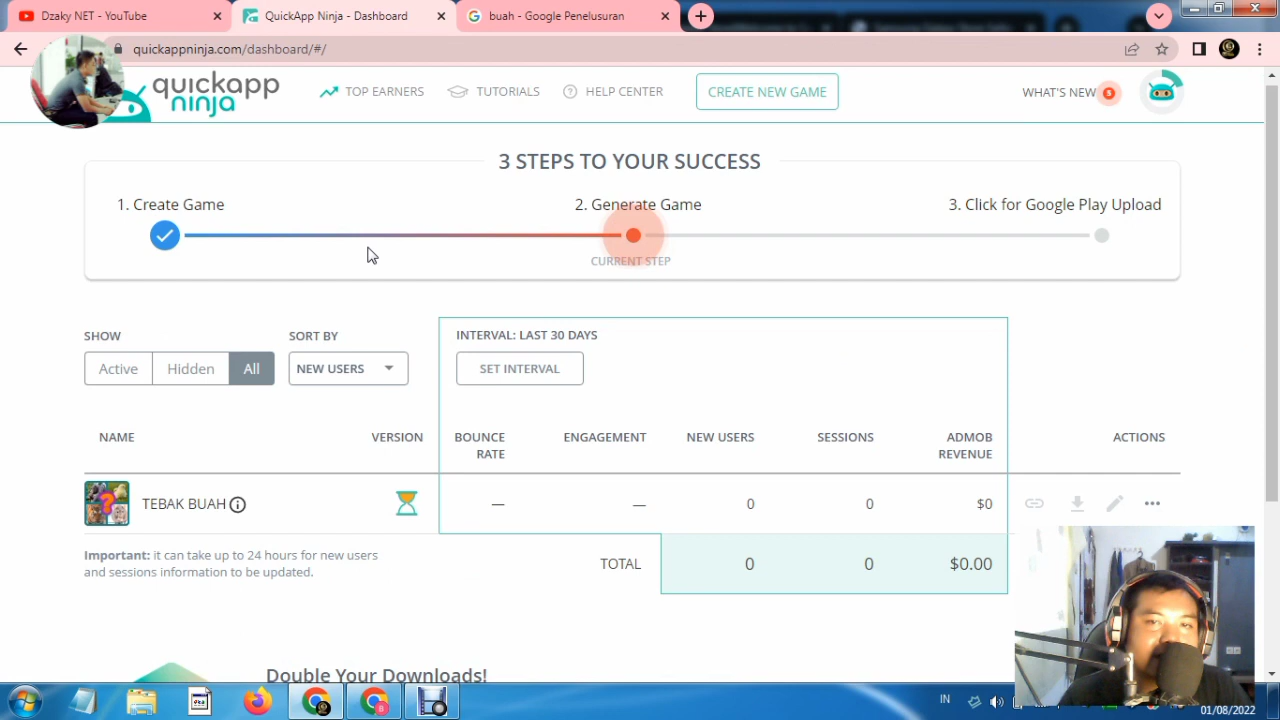 Dzaky NET - YouTube
QuickApp Ninja - Dashboard
buah - Google Penelusuran
quickappninja.com/dashboard/#/
quickapp
ninja
TOP EARNERS
TUTORIALS
HELP CENTER
CREATE NEW GAME
WHAT'S NEW
3 STEPS TO YOUR SUCCESS
1. Create Game
2. Generate Game
3. Click for Google Play Upload
CURRENT STEP
SHOW
SORT BY
INTERVAL: LAST 30 DAYS
Active
Hidden
All
NEW USERS
SET INTERVAL
NAME
VERSION
BOUNCE
RATE
ENGAGEMENT
NEW USERS
SESSIONS
ADMOB
REVENUE
ACTIONS
TEBAK BUAH
—
—
0
0
$0
Important: it can take up to 24 hours for new users
and sessions information to be updated.
TOTAL
0
0
$0.00
Double Your Downloads!
IN
01/08/2022